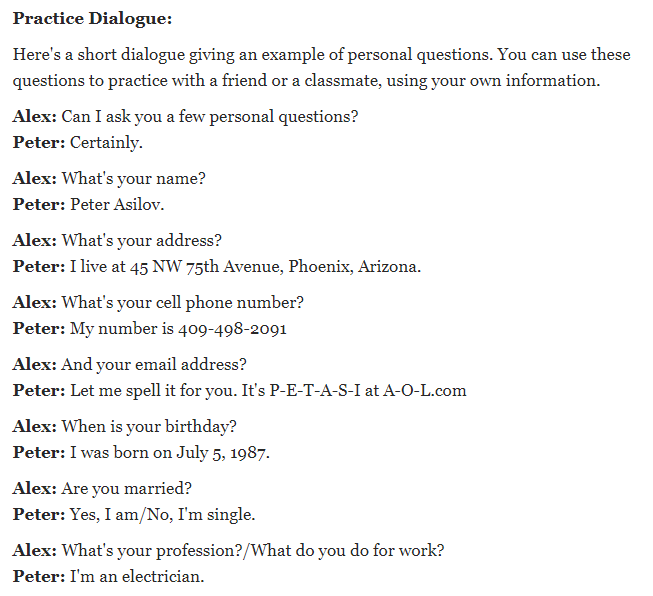 Practice Dialogue:
Here's a short dialogue giving an example of personal questions. You can use these
questions to practice with a friend or a classmate, using your own information.
Alex: Can I ask you a few personal questions?
Peter: Certainly.
Alex: What's your name?
Peter: Peter Asilov.
Alex: What's your address?
Peter: I live at 45 NW 75th Avenue, Phoenix, Arizona.
Alex: What's your cell phone number?
Peter: My number is 409-498-2091
Alex: And your email address?
Peter: Let me spell it for you. It's P-E-T-A-S-I at A-O-L.com
Alex: When is your birthday?
Peter: I was born on July 5, 1987.
Alex: Are you married?
Peter: Yes, I am/No, I'm single.
Alex: What's your profession?/What do you do for work?
Peter: I'm an electrician.